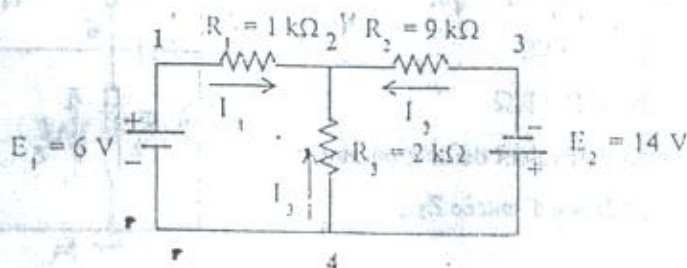 R₁ = 1 kΩ R₂ = 9 kΩ
1 2 3
I₁ I₂
+ -
E₁ = 6 V R₃ = 2 kΩ E₂ = 14 V
- +
I₃
4